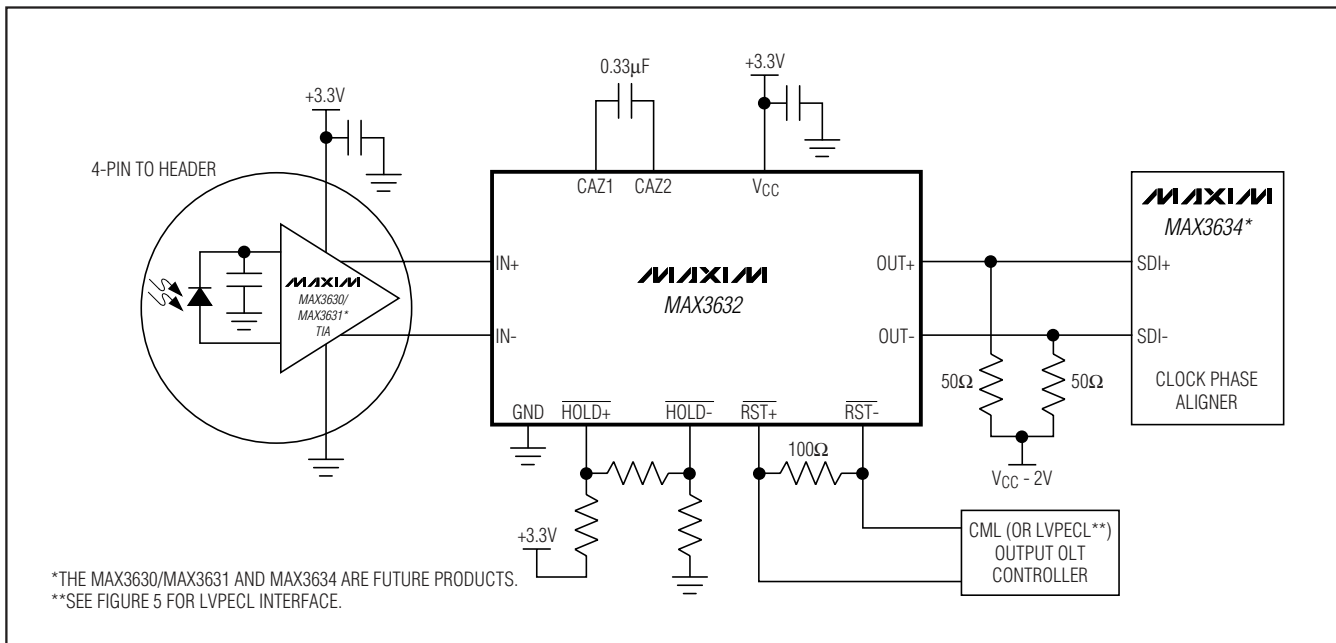 0.33μF
+3.3V
+3.3V
4-PIN TO HEADER
CAZ1
CAZ2
VCC
MAXIM
MAX3630/
MAX3631*
TIA
IN+
IN-
MAXIM
MAX3632
OUT+
OUT-
MAXIM
MAX3634*
SDI+
SDI-
CLOCK PHASE
ALIGNER
50Ω
50Ω
VCC - 2V
GND
HOLD+
HOLD-
RST+
RST-
100Ω
+3.3V
CML (OR LVPECL**)
OUTPUT OLT
CONTROLLER
*THE MAX3630/MAX3631 AND MAX3634 ARE FUTURE PRODUCTS.
**SEE FIGURE 5 FOR LVPECL INTERFACE.